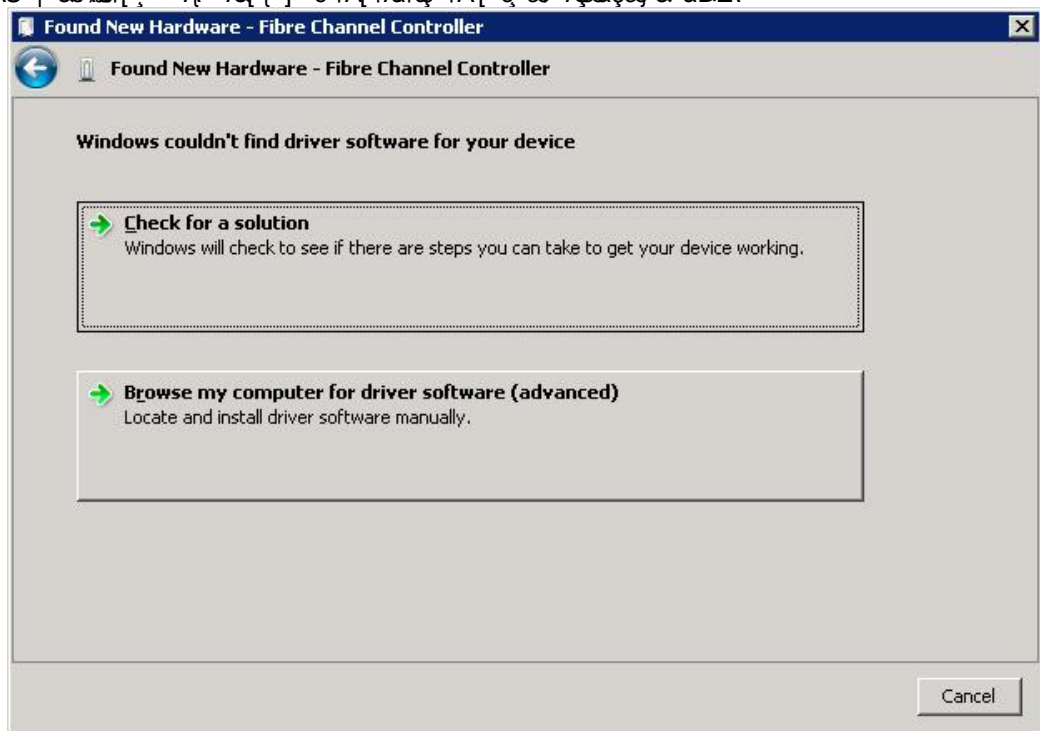 Found New Hardware - Fibre Channel Controller
Found New Hardware - Fibre Channel Controller
Windows couldn't find driver software for your device
Check for a solution
Windows will check to see if there are steps you can take to get your device working.
Browse my computer for driver software (advanced)
Locate and install driver software manually.
Cancel